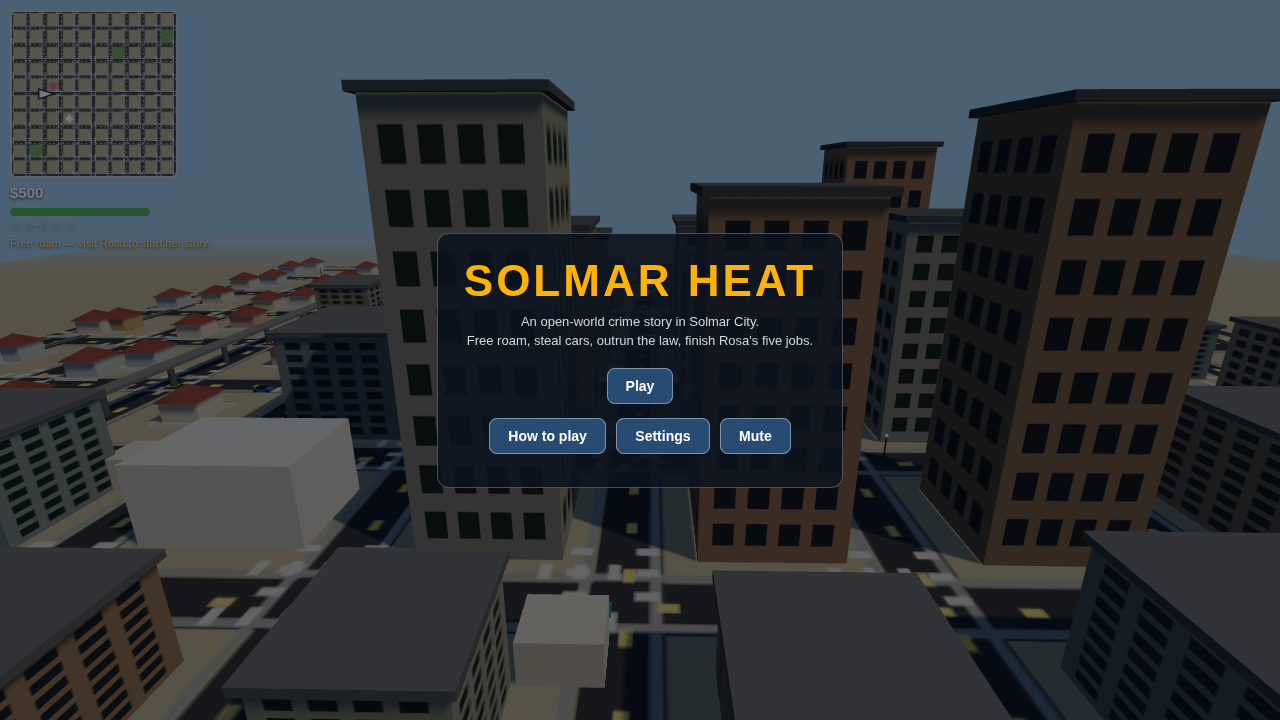 $500
☆☆☆☆☆
Free roam — visit Rosa to start her story.
SOLMAR HEAT
An open-world crime story in Solmar City.
Free roam, steal cars, outrun the law, finish Rosa's five jobs.
Play
How to play
Settings
Mute